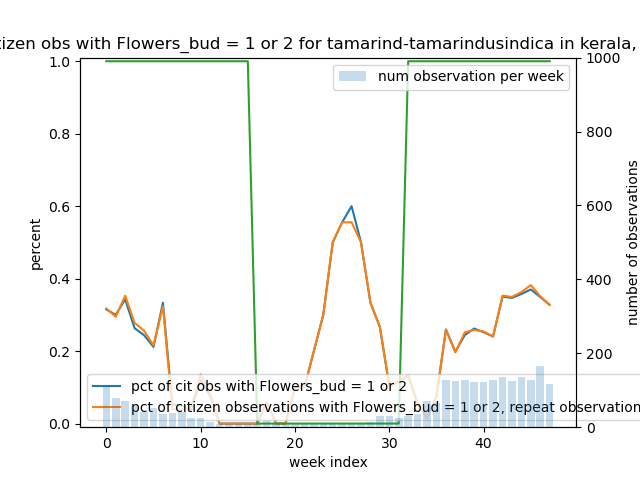 citizen obs with Flowers_bud = 1 or 2 for tamarind-tamarindusindica in kerala,
num observation per week
1.0
0.8
0.6
0.4
0.2
0.0
percent
1000
800
600
400
200
0
number of observations
pct of cit obs with Flowers_bud = 1 or 2
pct of citizen observations with Flowers_bud = 1 or 2, repeat observation
0 10 20 30 40
week index